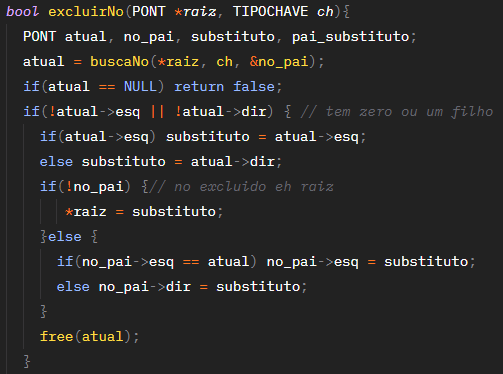 bool excluirNo(PONT *raiz, TIPOCHAVE ch){
PONT atual, no_pai, substituto, pai_substituto;
atual = buscaNo(*raiz, ch, &no_pai);
if(atual == NULL) return false;
if(!atual->esq || !atual->dir) { // tem zero ou um filho
if(atual->esq) substituto = atual->esq;
else substituto = atual->dir;
if(!no_pai) {// no excluido eh raiz
*raiz = substituto;
}else {
if(no_pai->esq == atual) no_pai->esq = substituto;
else no_pai->dir = substituto;
}
free(atual);
}